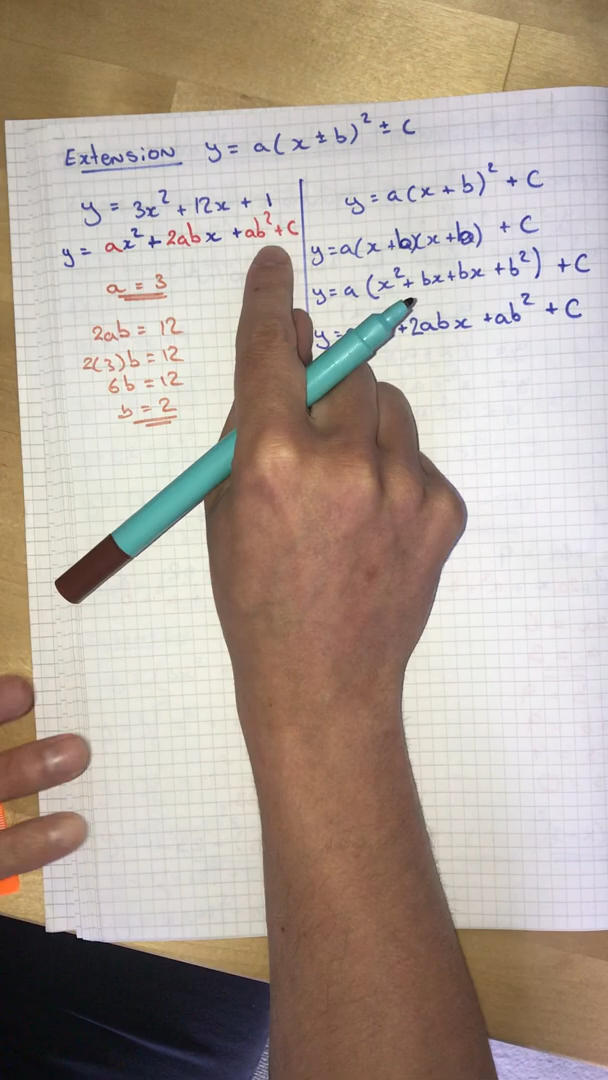 Extension y = a(x ± b)² ± c
y = 3x² + 12x + 1
y = ax² + 2abx + ab² + c
a = 3
2ab = 12
2(3)b = 12
6b = 12
b = 2
y = a(x + b)² + c
y = a(x + b)(x + b) + c
y = a(x² + bx + bx + b²) + c
y = + 2abx + ab² + c